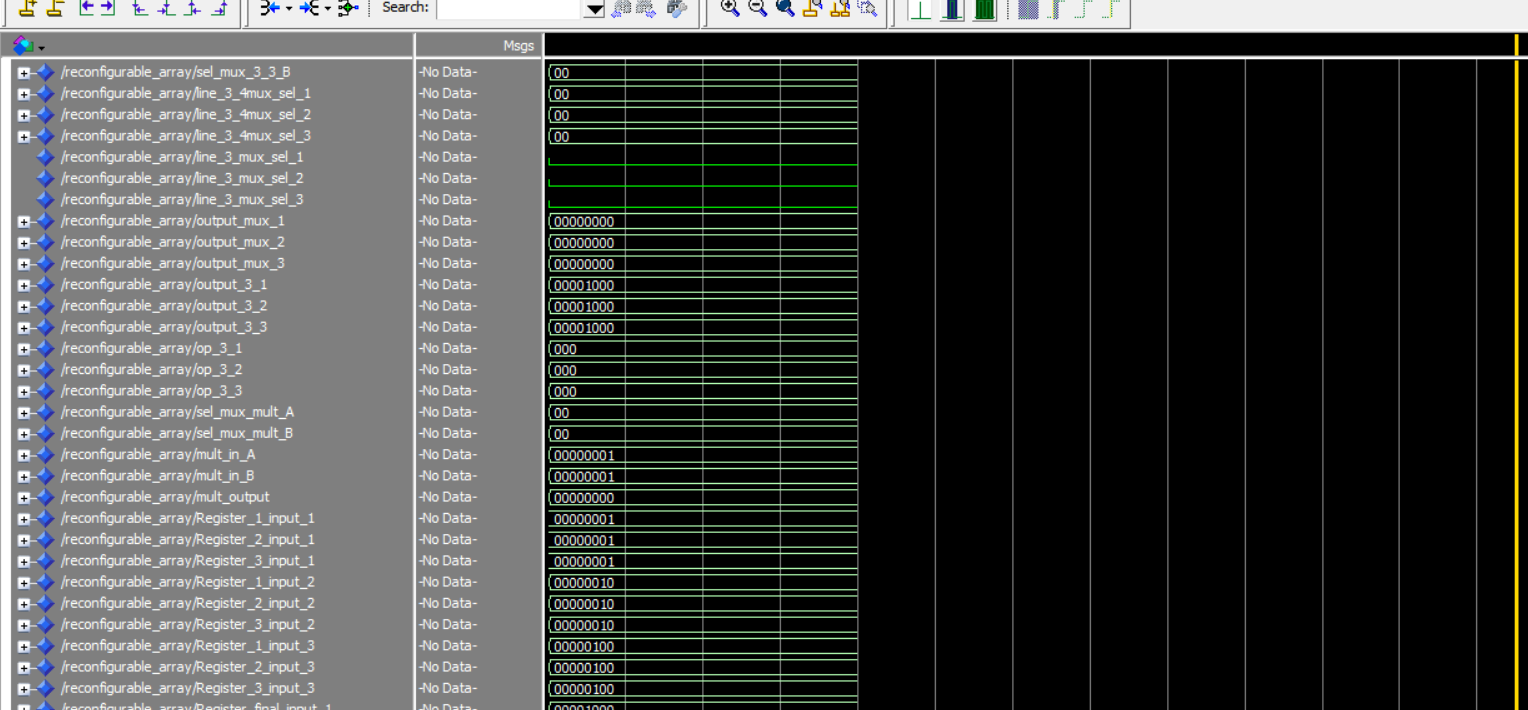 Search:
Msgs
/reconfigurable_array/sel_mux_3_3_B -No Data- 00
/reconfigurable_array/line_3_4mux_sel_1 -No Data- 00
/reconfigurable_array/line_3_4mux_sel_2 -No Data- 00
/reconfigurable_array/line_3_4mux_sel_3 -No Data- 00
/reconfigurable_array/line_3_mux_sel_1 -No Data-
/reconfigurable_array/line_3_mux_sel_2 -No Data-
/reconfigurable_array/line_3_mux_sel_3 -No Data-
/reconfigurable_array/output_mux_1 -No Data- 00000000
/reconfigurable_array/output_mux_2 -No Data- 00000000
/reconfigurable_array/output_mux_3 -No Data- 00000000
/reconfigurable_array/output_3_1 -No Data- 00001000
/reconfigurable_array/output_3_2 -No Data- 00001000
/reconfigurable_array/output_3_3 -No Data- 00001000
/reconfigurable_array/op_3_1 -No Data- 000
/reconfigurable_array/op_3_2 -No Data- 000
/reconfigurable_array/op_3_3 -No Data- 000
/reconfigurable_array/sel_mux_mult_A -No Data- 00
/reconfigurable_array/sel_mux_mult_B -No Data- 00
/reconfigurable_array/mult_in_A -No Data- 00000001
/reconfigurable_array/mult_in_B -No Data- 00000001
/reconfigurable_array/mult_output -No Data- 00000000
/reconfigurable_array/Register_1_input_1 -No Data- 00000001
/reconfigurable_array/Register_2_input_1 -No Data- 00000001
/reconfigurable_array/Register_3_input_1 -No Data- 00000001
/reconfigurable_array/Register_1_input_2 -No Data- 00000010
/reconfigurable_array/Register_2_input_2 -No Data- 00000010
/reconfigurable_array/Register_3_input_2 -No Data- 00000010
/reconfigurable_array/Register_1_input_3 -No Data- 00000100
/reconfigurable_array/Register_2_input_3 -No Data- 00000100
/reconfigurable_array/Register_3_input_3 -No Data- 00000100
/reconfigurable_array/Register_final_input_1 -No Data- 00001000